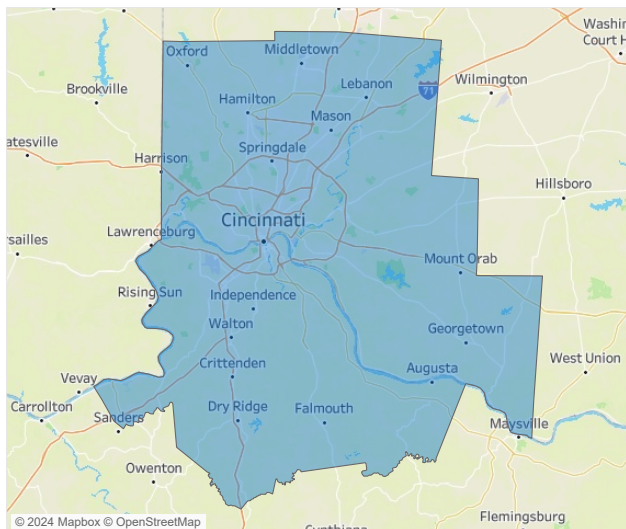 Oxford
Middletown
Washing
Court H
Brookville
Lebanon
Wilmington
71
Hamilton
Mason
atesville
Springdale
Harrison
Hillsboro
Cincinnati
Lawrenceburg
ersailles
Mount Orab
Rising Sun
Independence
Walton
Georgetown
West Union
Crittenden
Augusta
Vevay
Carrollton
Sanders
Dry Ridge
Falmouth
Maysville
Owenton
Flemingsburg
© 2024 Mapbox © OpenStreetMap
Cynthiana